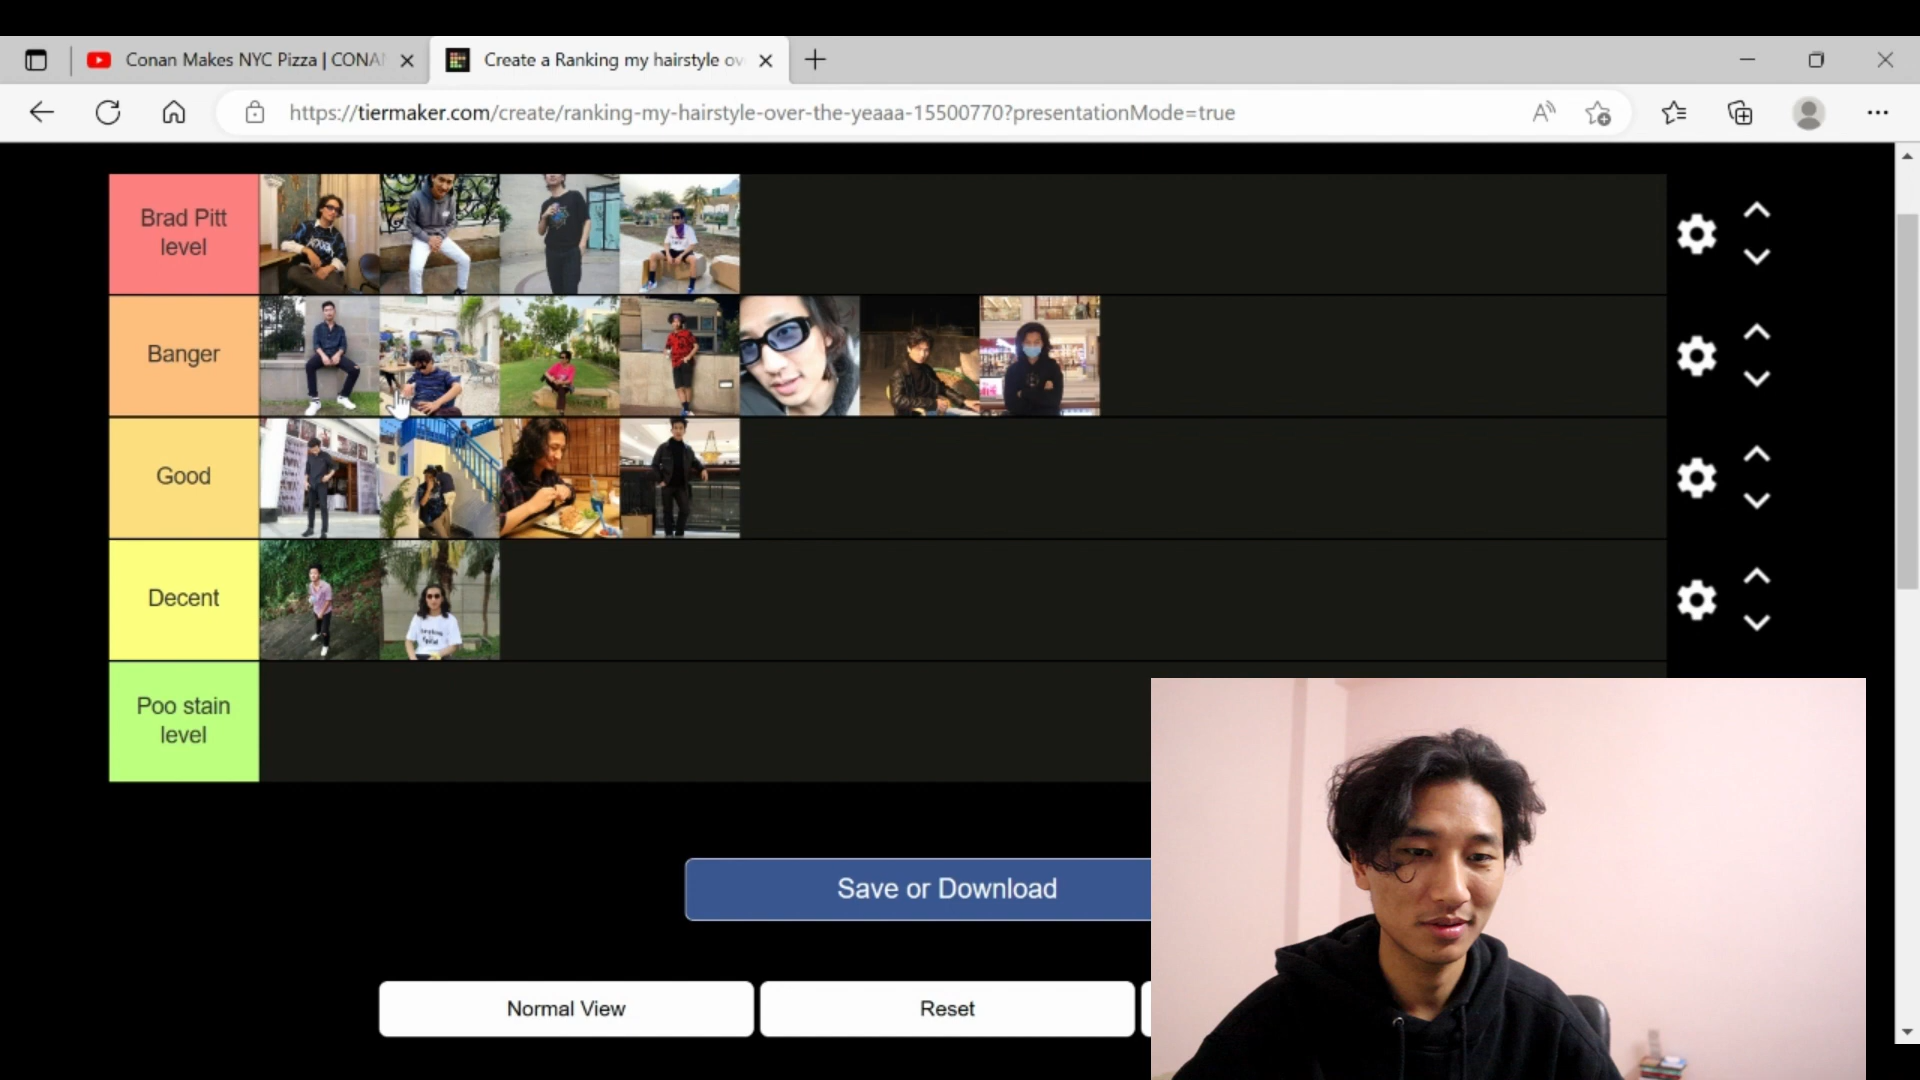 Conan Makes NYC Pizza | CONA
Create a Ranking my hairstyle ov
https://tiermaker.com/create/ranking-my-hairstyle-over-the-yeaaa-15500770?presentationMode=true
Brad Pitt
level
Banger
Good
Decent
Poo stain
level
Save or Download
Normal View
Reset